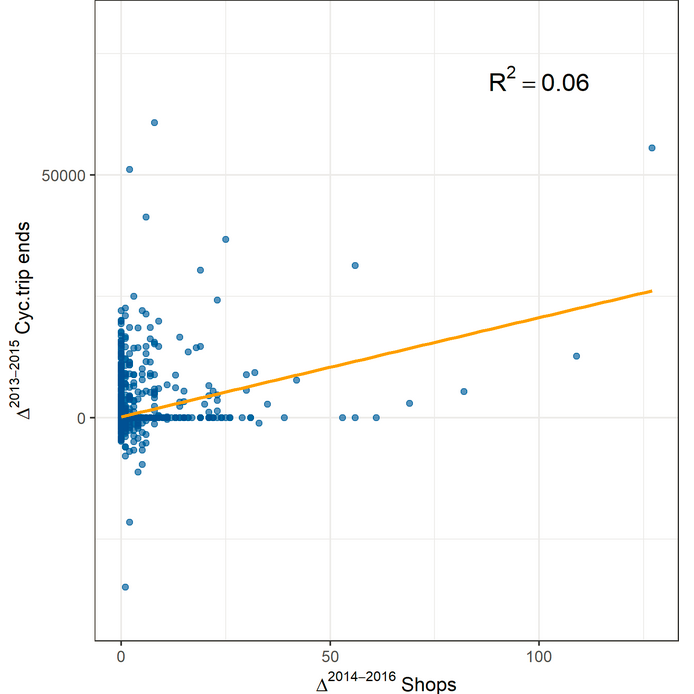 R² = 0.06
50000
0
Δ²⁰¹³⁻²⁰¹⁵ Cyc.trip ends
0
50
100
Δ²⁰¹⁴⁻²⁰¹⁶ Shops